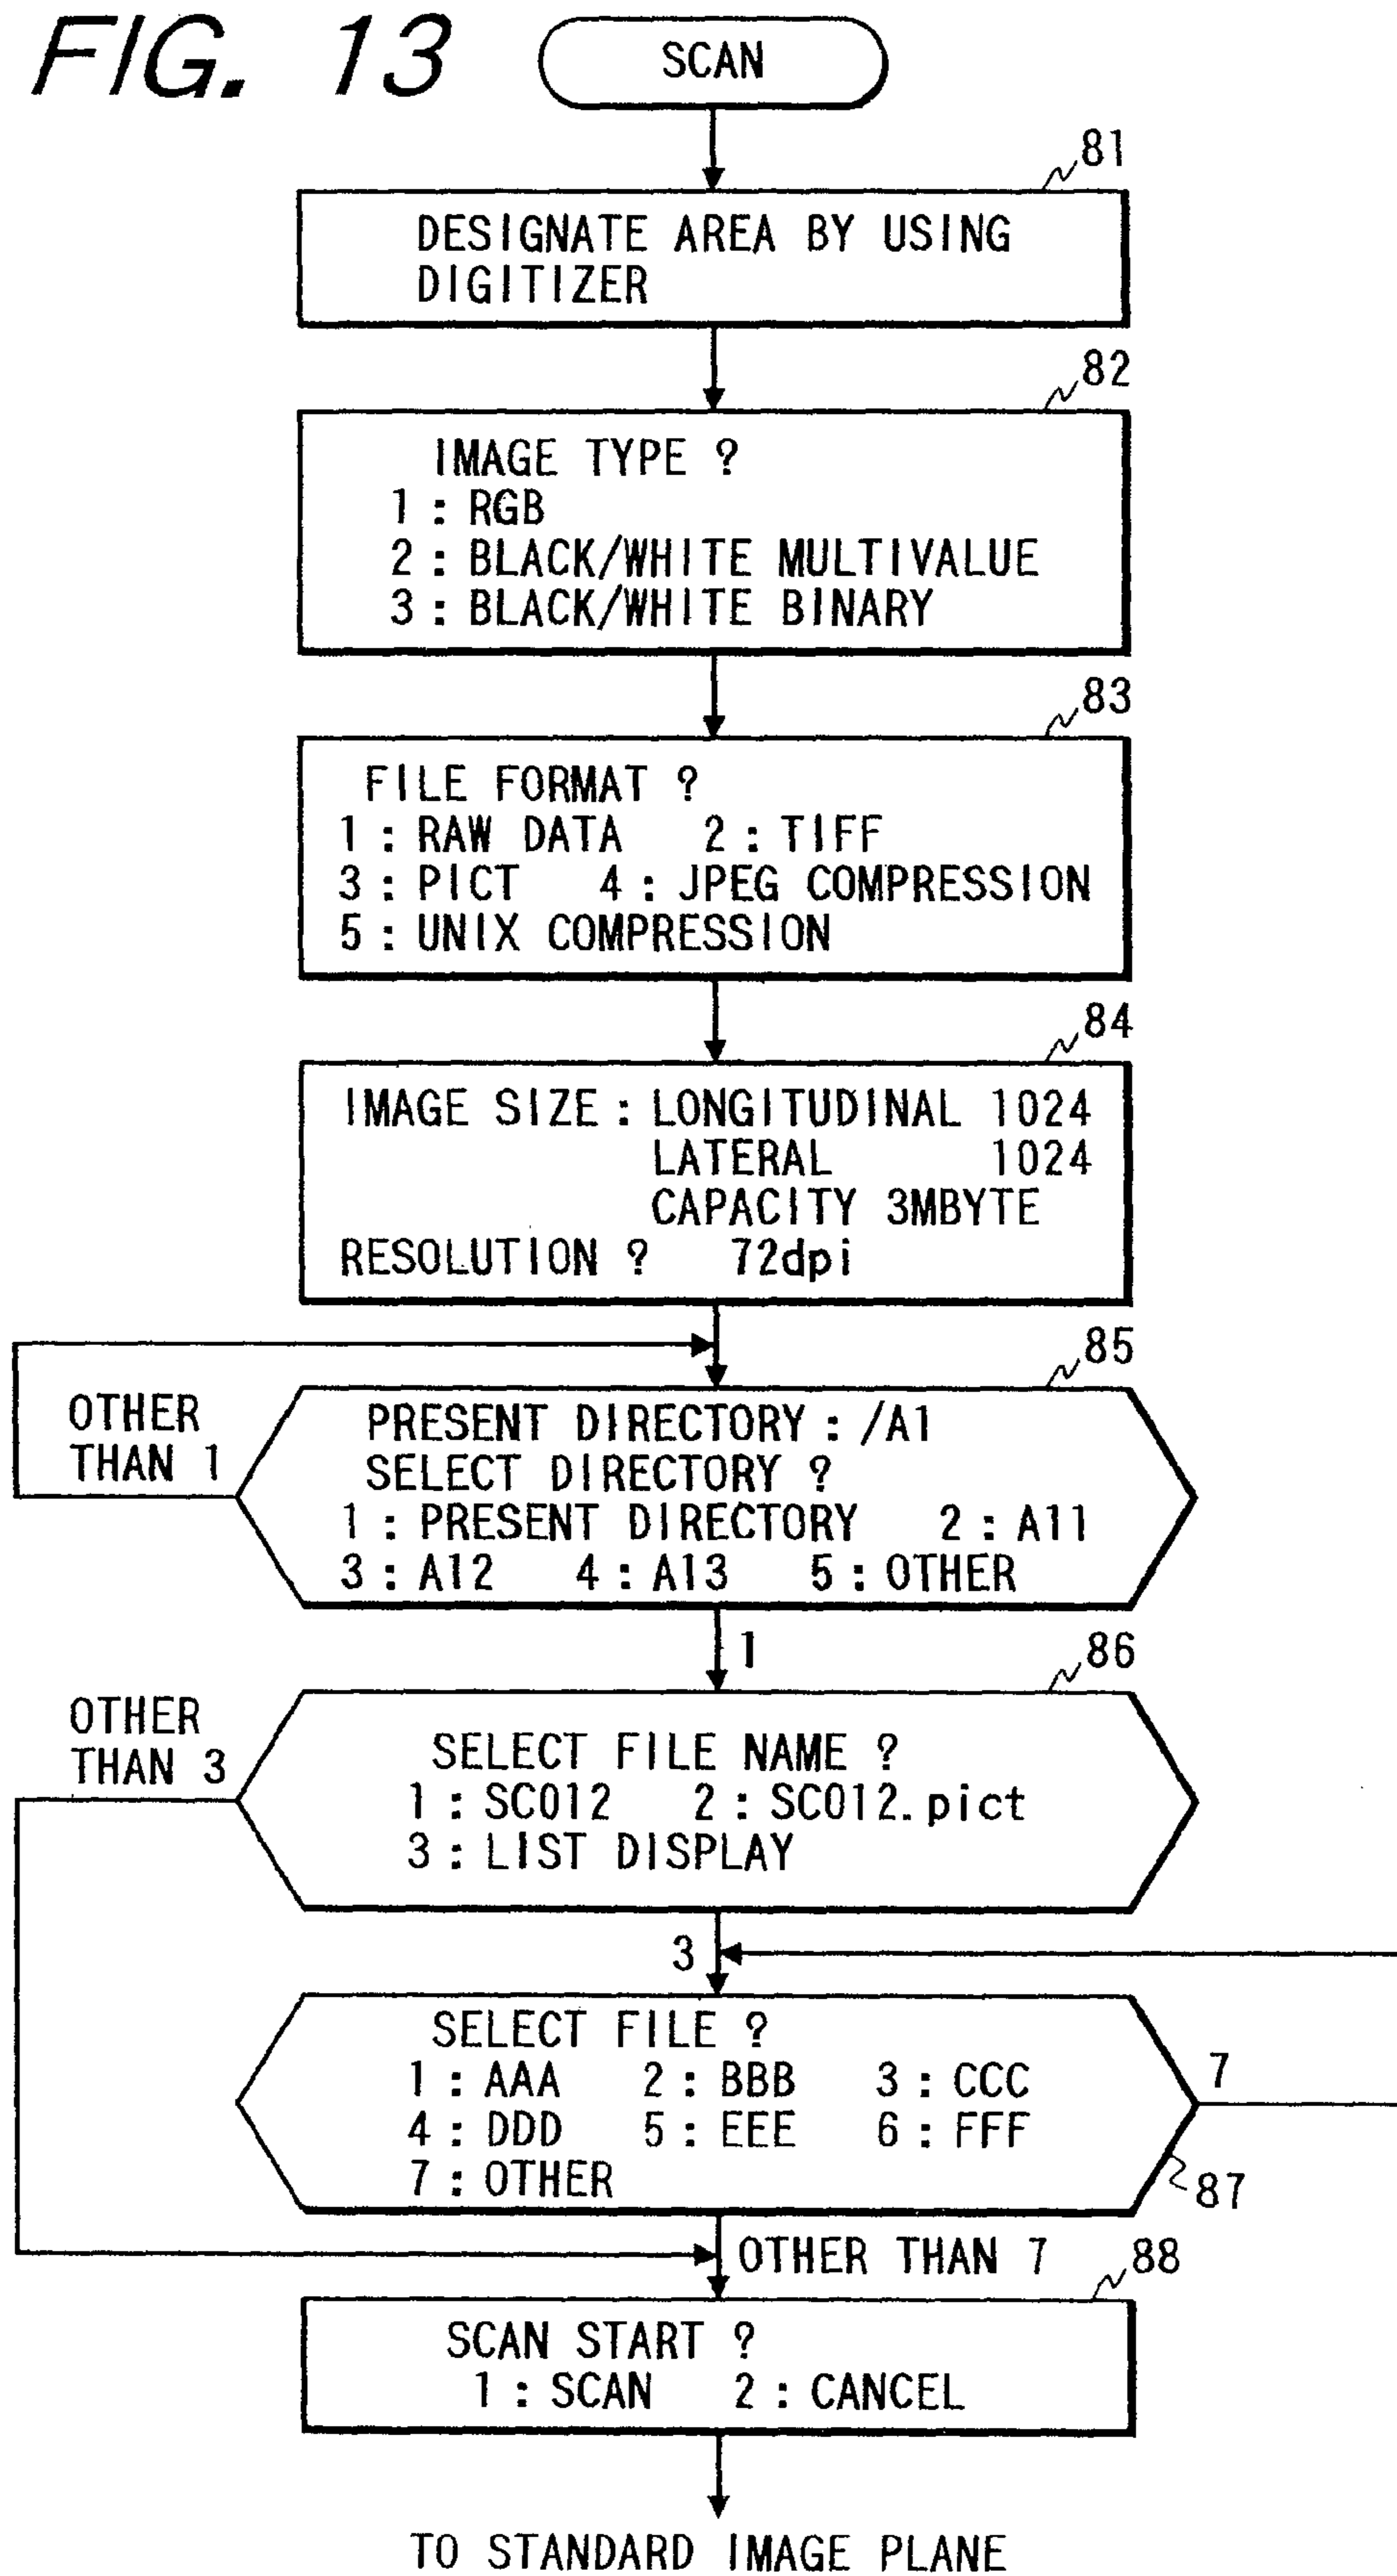 FIG. 13
SCAN
81
DESIGNATE AREA BY USING
DIGITIZER
82
IMAGE TYPE ?
1 : RGB
2 : BLACK/WHITE MULTIVALUE
3 : BLACK/WHITE BINARY
83
FILE FORMAT ?
1 : RAW DATA 2 : TIFF
3 : PICT 4 : JPEG COMPRESSION
5 : UNIX COMPRESSION
84
IMAGE SIZE : LONGITUDINAL 1024
LATERAL 1024
CAPACITY 3MBYTE
RESOLUTION ? 72dpi
85
OTHER
THAN 1
PRESENT DIRECTORY : /A1
SELECT DIRECTORY ?
1 : PRESENT DIRECTORY 2 : A11
3 : A12 4 : A13 5 : OTHER
1
86
OTHER
THAN 3
SELECT FILE NAME ?
1 : SC012 2 : SC012.pict
3 : LIST DISPLAY
3
SELECT FILE ?
1 : AAA 2 : BBB 3 : CCC
4 : DDD 5 : EEE 6 : FFF
7 : OTHER
7
87
OTHER THAN 7
88
SCAN START ?
1 : SCAN 2 : CANCEL
TO STANDARD IMAGE PLANE